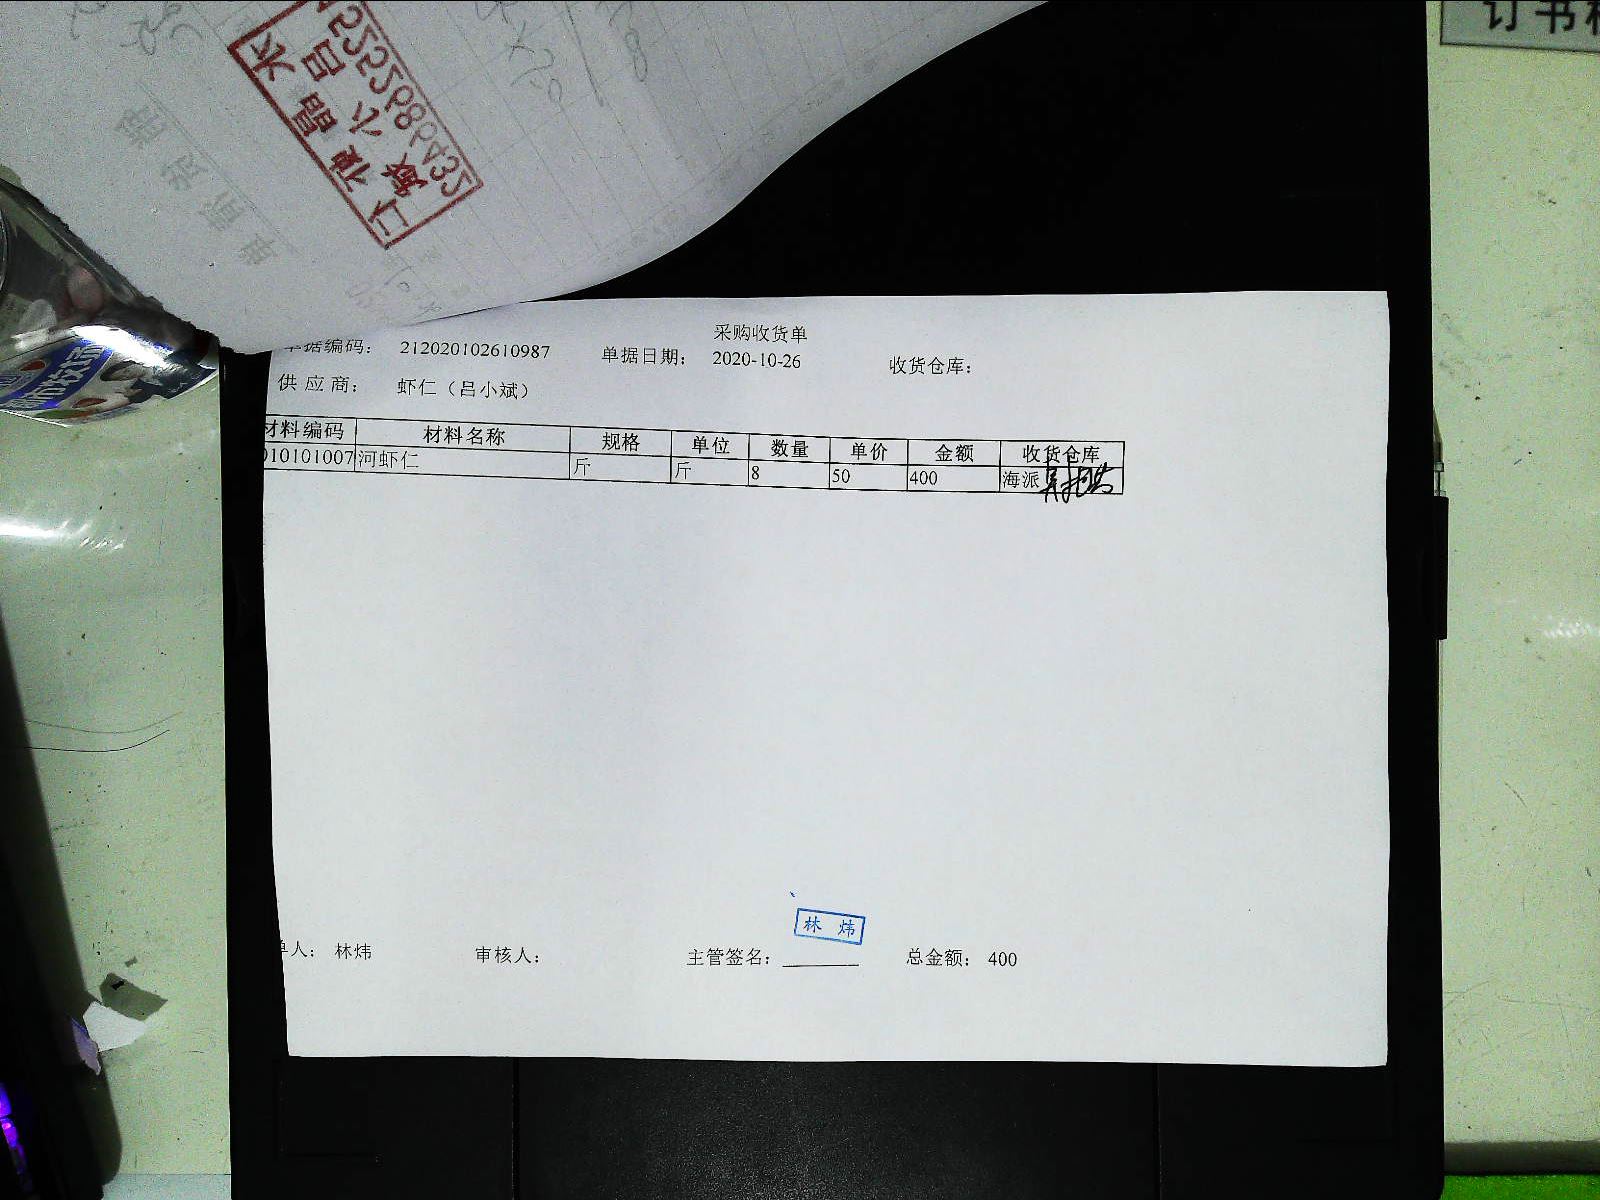 订书
采购收货单
单据编码： 212020102610987 单据日期： 2020-10-26 收货仓库：
供应商： 虾仁（吕小斌）
材料编码 材料名称 规格 单位 数量 单价 金额 收货仓库
010101007 河虾仁 斤 斤 8 50 400 海派
林 炜
单人： 林炜 审核人： 主管签名： 总金额： 400